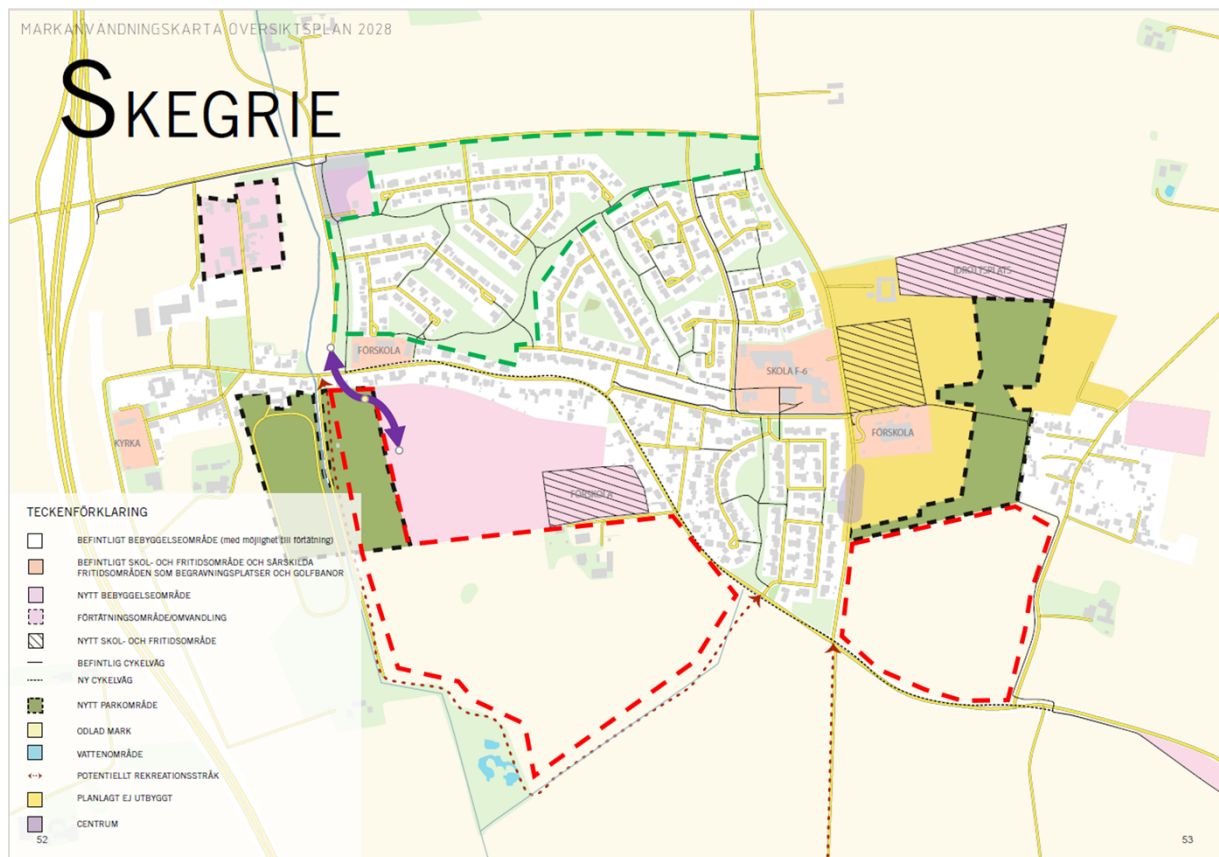 MARKANVÄNDNINGSKARTA ÖVERSIKTSPLAN 2028
SKEGRIE
IDROTTSPLATS
FÖRSKOLA
SKOLA F-6
KYRKA
FÖRSKOLA
FÖRSKOLA
TECKENFÖRKLARING
BEFINTLIGT BEBYGGELSEOMRÅDE (med möjlighet till förtätning)
BEFINTLIGT SKOL- OCH FRITIDSOMRÅDE OCH SÄRSKILDA
FRITIDSOMRÅDEN SOM BEGRAVNINGSPLATSER OCH GOLFBANOR
NYTT BEBYGGELSEOMRÅDE
FÖRTÄTNINGSOMRÅDE/OMVANDLING
NYTT SKOL- OCH FRITIDSOMRÅDE
BEFINTLIG CYKELVÄG
NY CYKELVÄG
NYTT PARKOMRÅDE
ODLAD MARK
VATTENOMRÅDE
POTENTIELLT REKREATIONSSTRÅK
PLANLAGT EJ UTBYGGT
CENTRUM
52
53